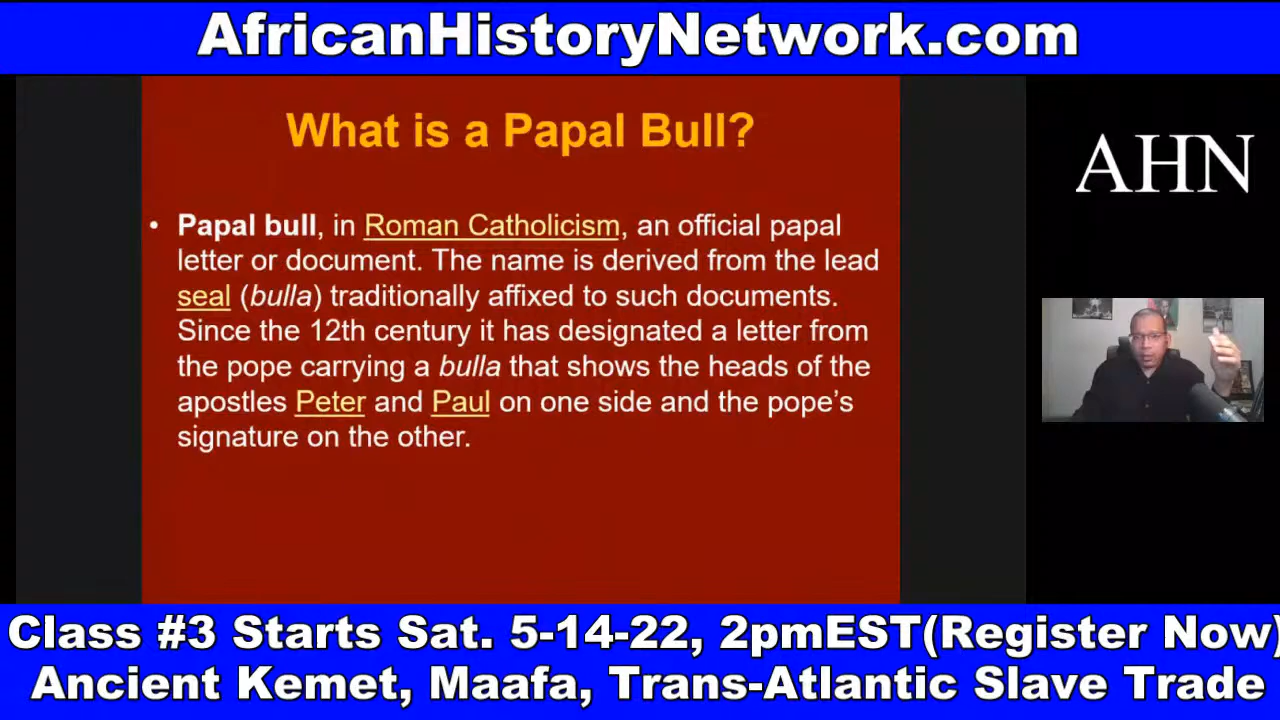 AfricanHistoryNetwork.com
What is a Papal Bull?
AHN
• Papal bull, in Roman Catholicism, an official papal
letter or document. The name is derived from the lead
seal (bulla) traditionally affixed to such documents.
Since the 12th century it has designated a letter from
the pope carrying a bulla that shows the heads of the
apostles Peter and Paul on one side and the pope's
signature on the other.
Class #3 Starts Sat. 5-14-22, 2pmEST(Register Now)
Ancient Kemet, Maafa, Trans-Atlantic Slave Trade